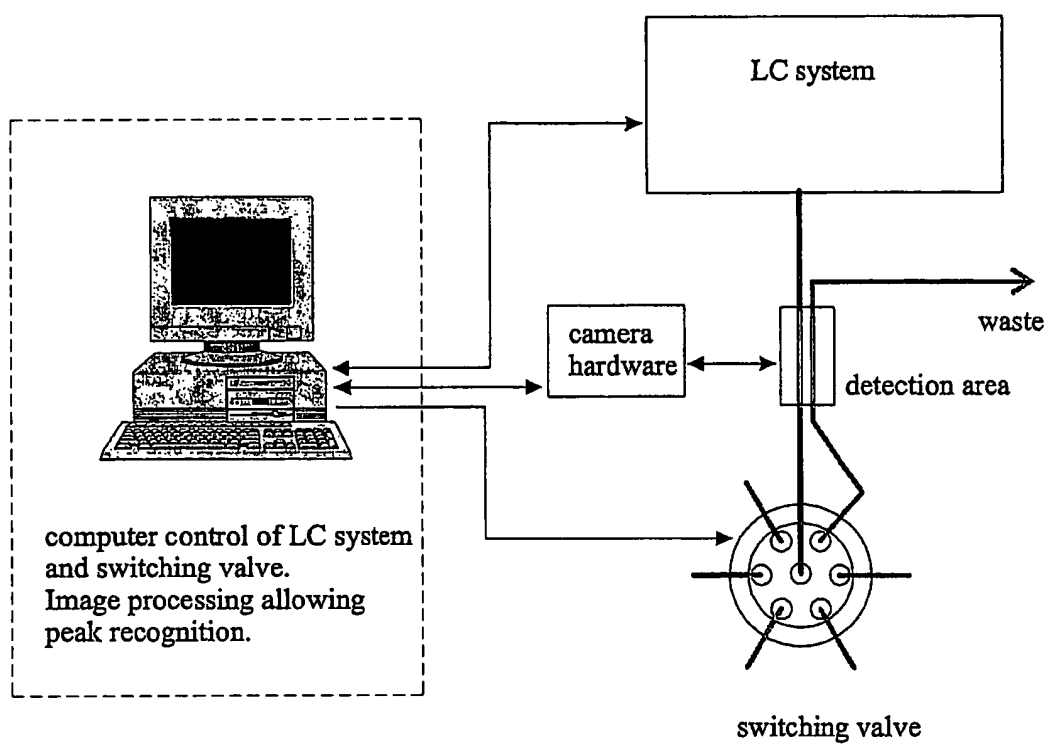 LC system
waste
camera
hardware
detection area
computer control of LC system
and switching valve.
Image processing allowing
peak recognition.
switching valve